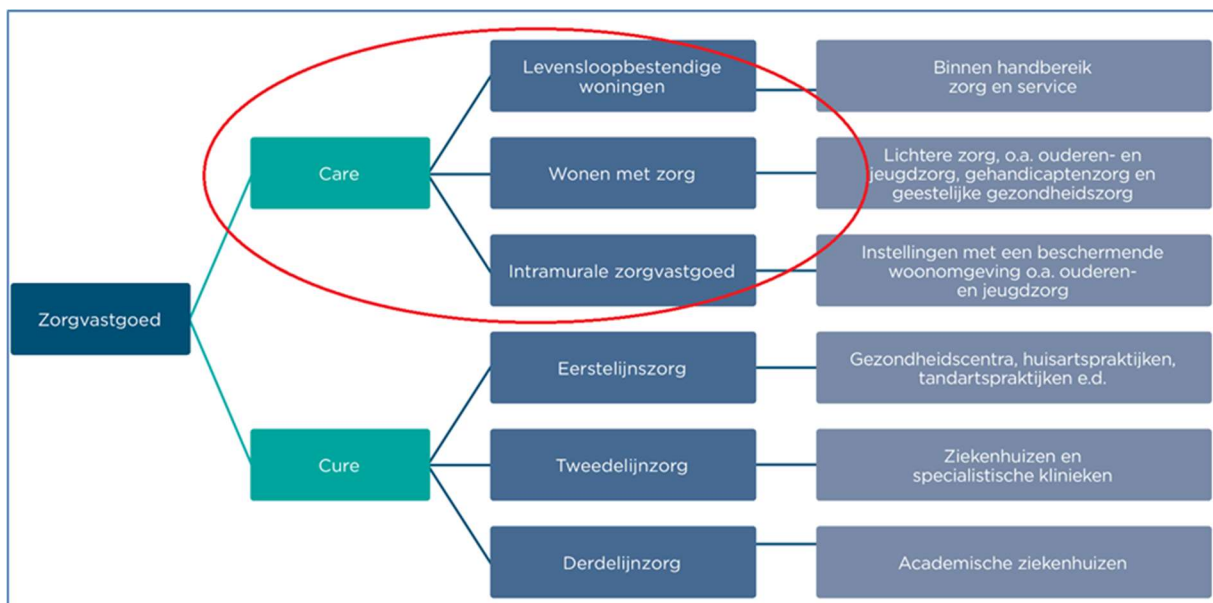 Zorgvastgoed
Care
Levensloopbestendige
woningen
Binnen handbereik
zorg en service
Wonen met zorg
Lichtere zorg, o.a. ouderen- en
jeugdzorg, gehandicaptenzorg en
geestelijke gezondheidszorg
Intramurale zorgvastgoed
Instellingen met een beschermende
woonomgeving o.a. ouderen-
en jeugdzorg
Cure
Eerstelijnszorg
Gezondheidscentra, huisartspraktijken,
tandartspraktijken e.d.
Tweedelijnzorg
Ziekenhuizen en
specialistische klinieken
Derdelijnzorg
Academische ziekenhuizen